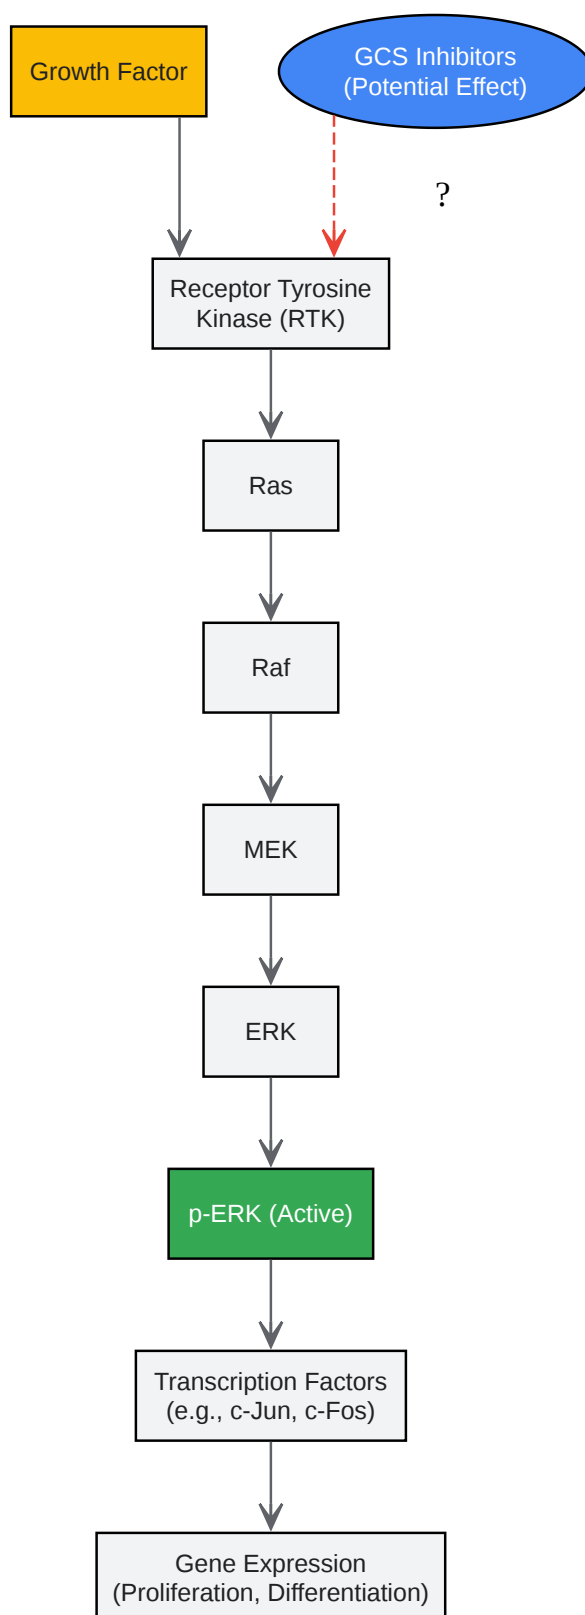 Growth Factor
GCS Inhibitors
(Potential Effect)
?
Receptor Tyrosine
Kinase (RTK)
Ras
Raf
MEK
ERK
p-ERK (Active)
Transcription Factors
(e.g., c-Jun, c-Fos)
Gene Expression
(Proliferation, Differentiation)